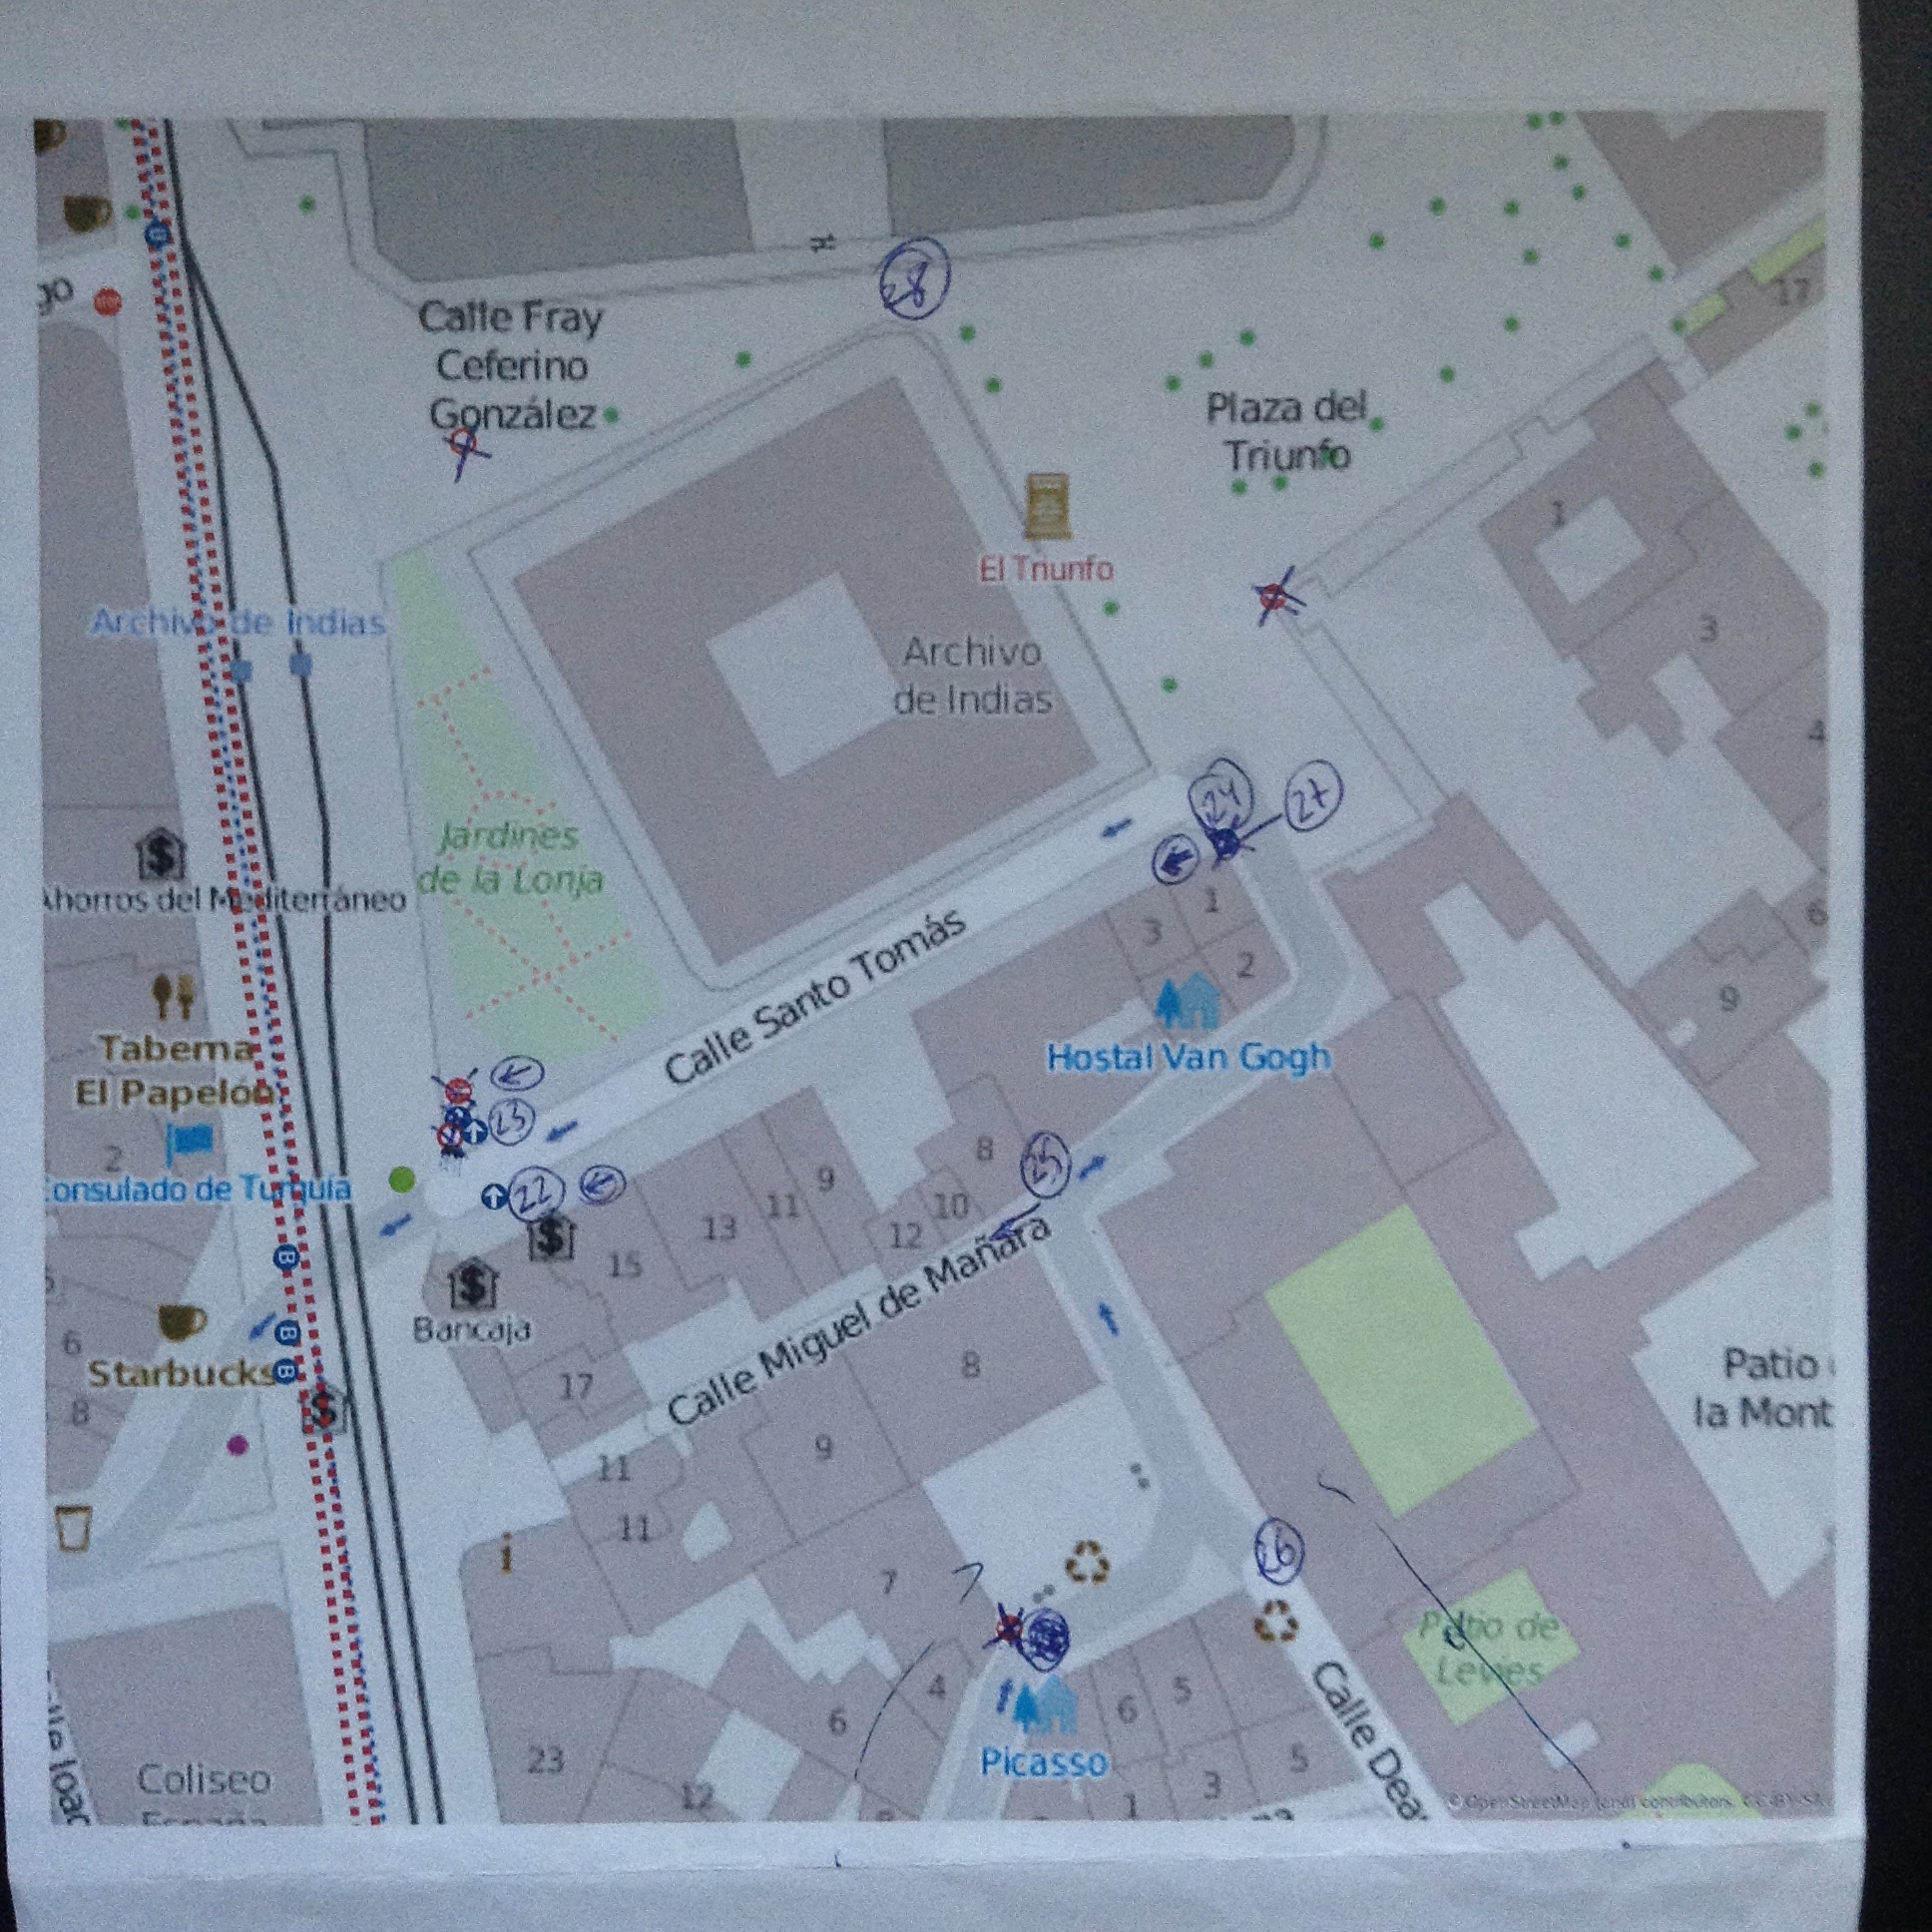 go
28
Calle Fray
Ceferino
González
17
Plaza del
Triunfo
1
El Triunfo
Archivo de Indias
3
Archivo
de Indias
4
24
27
Jardines
de la Lonja
Ahorros del Mediterráneo
1
3
6
Calle Santo Tomás
2
9
Taberna
El Papelón
Hostal Van Gogh
23
8
25
2
Consulado de Turquía
22
9
11
10
13
12
15
Bancaja
6
Starbucks
Calle Miguel de Mañara
8
Patio
la Mont
17
8
9
11
11
26
7
Patio de
Levies
4
5
6
6
Picasso
23
5
3
12
1
Calle Dea
Coliseo
España
© OpenStreetMap (and) contributors, CC-BY-SA